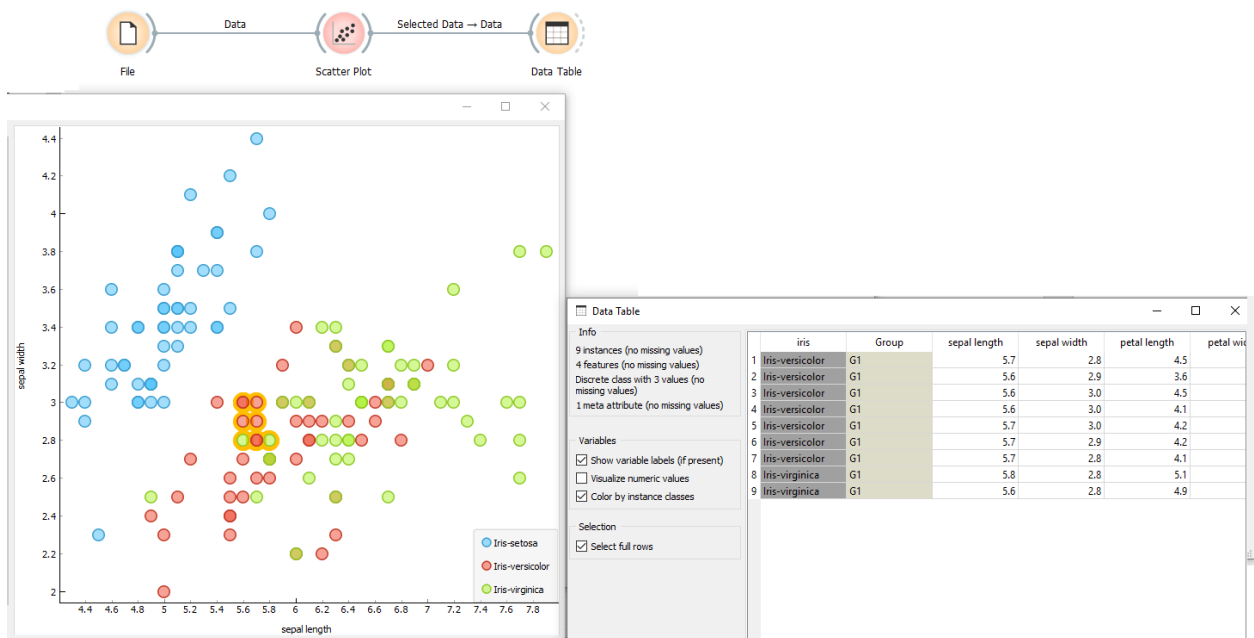 Data
Selected Data → Data
File
Scatter Plot
Data Table
4.4
4.2
4
3.8
3.6
3.4
3.2
3
2.8
2.6
2.4
2.2
2
sepal width
4.4 4.6 4.8 5 5.2 5.4 5.6 5.8 6 6.2 6.4 6.6 6.8 7 7.2 7.4 7.6 7.8
sepal length
Iris-setosa
Iris-versicolor
Iris-virginica
Data Table
Info
9 instances (no missing values)
4 features (no missing values)
Discrete class with 3 values (no
missing values)
1 meta attribute (no missing values)
Variables
Show variable labels (if present)
Visualize numeric values
Color by instance classes
Selection
Select full rows
iris Group sepal length sepal width petal length petal wid
1 Iris-versicolor G1 5.7 2.8 4.5
2 Iris-versicolor G1 5.6 2.9 3.6
3 Iris-versicolor G1 5.6 3.0 4.5
4 Iris-versicolor G1 5.6 3.0 4.1
5 Iris-versicolor G1 5.7 3.0 4.2
6 Iris-versicolor G1 5.7 2.9 4.2
7 Iris-versicolor G1 5.7 2.8 4.1
8 Iris-virginica G1 5.8 2.8 5.1
9 Iris-virginica G1 5.6 2.8 4.9